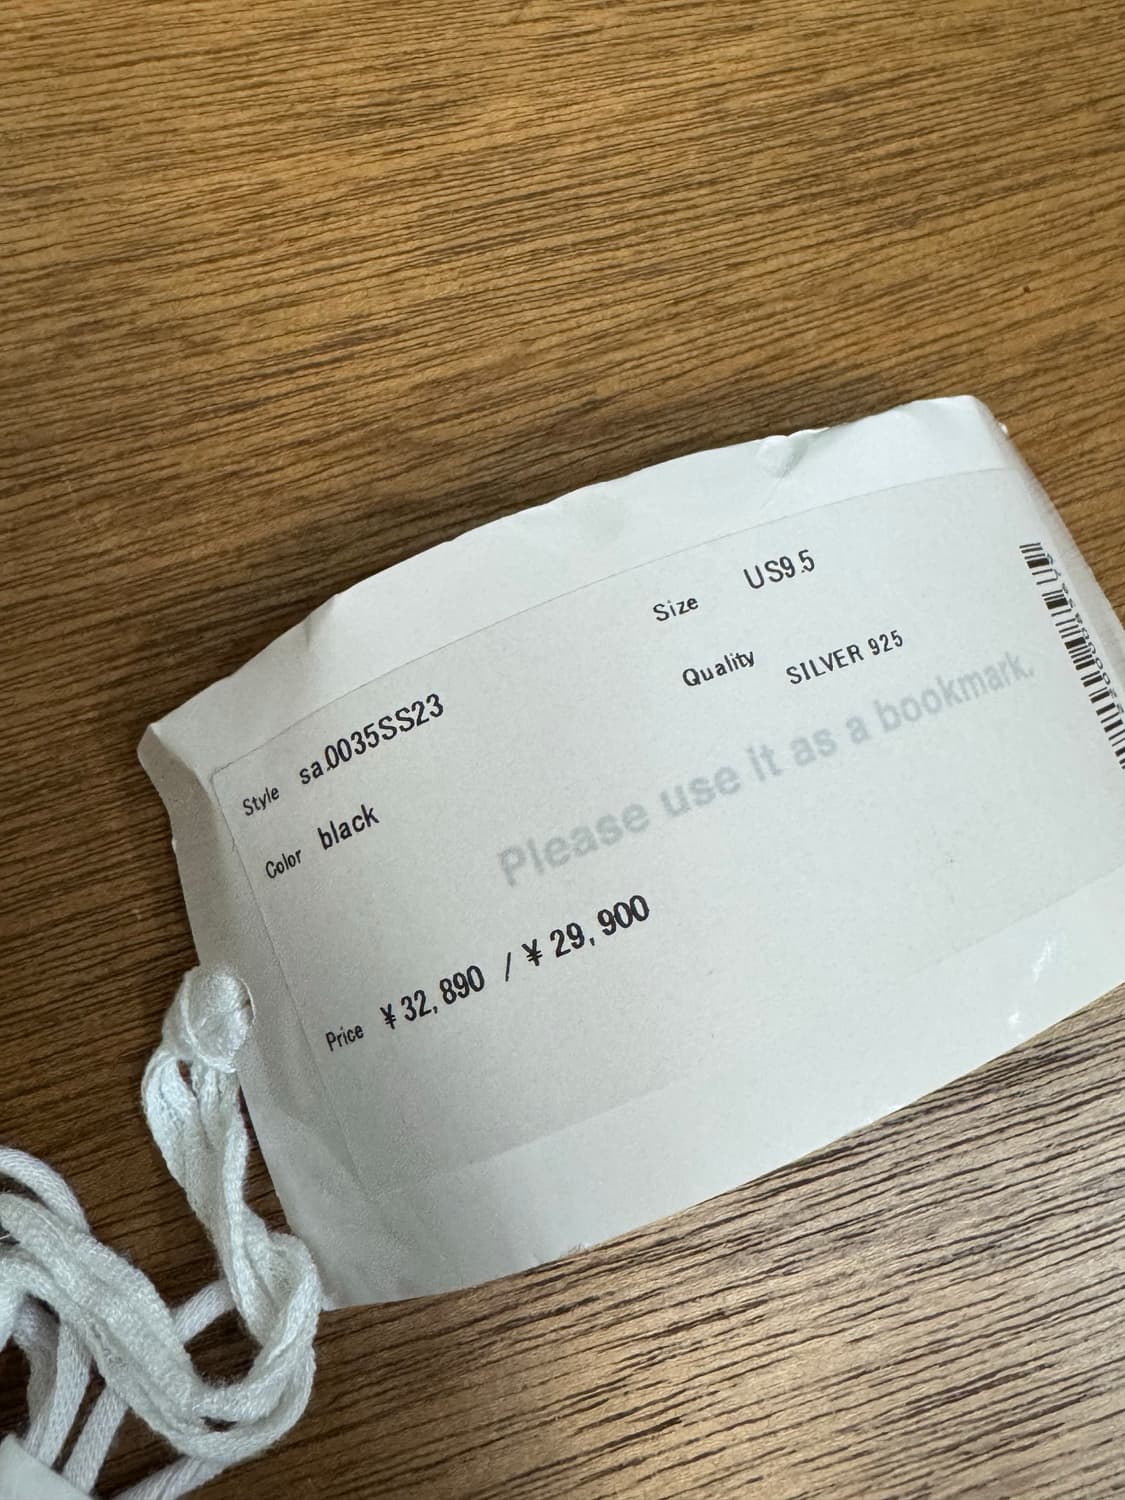 Style sa.0035SS23
Size US9.5
Color black
Quality SILVER 925
Please use it as a bookmark.
Price ¥32,890 / ¥29,900